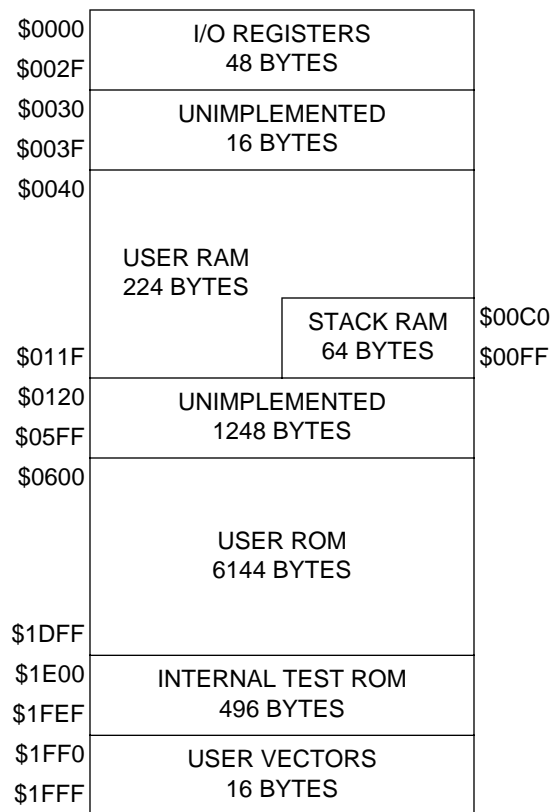 $0000
I/O REGISTERS
48 BYTES
$002F
$0030
UNIMPLEMENTED
16 BYTES
$003F
$0040
USER RAM
224 BYTES
STACK RAM
64 BYTES
$00C0
$00FF
$011F
$0120
UNIMPLEMENTED
1248 BYTES
$05FF
$0600
USER ROM
6144 BYTES
$1DFF
$1E00
INTERNAL TEST ROM
496 BYTES
$1FEF
$1FF0
USER VECTORS
16 BYTES
$1FFF